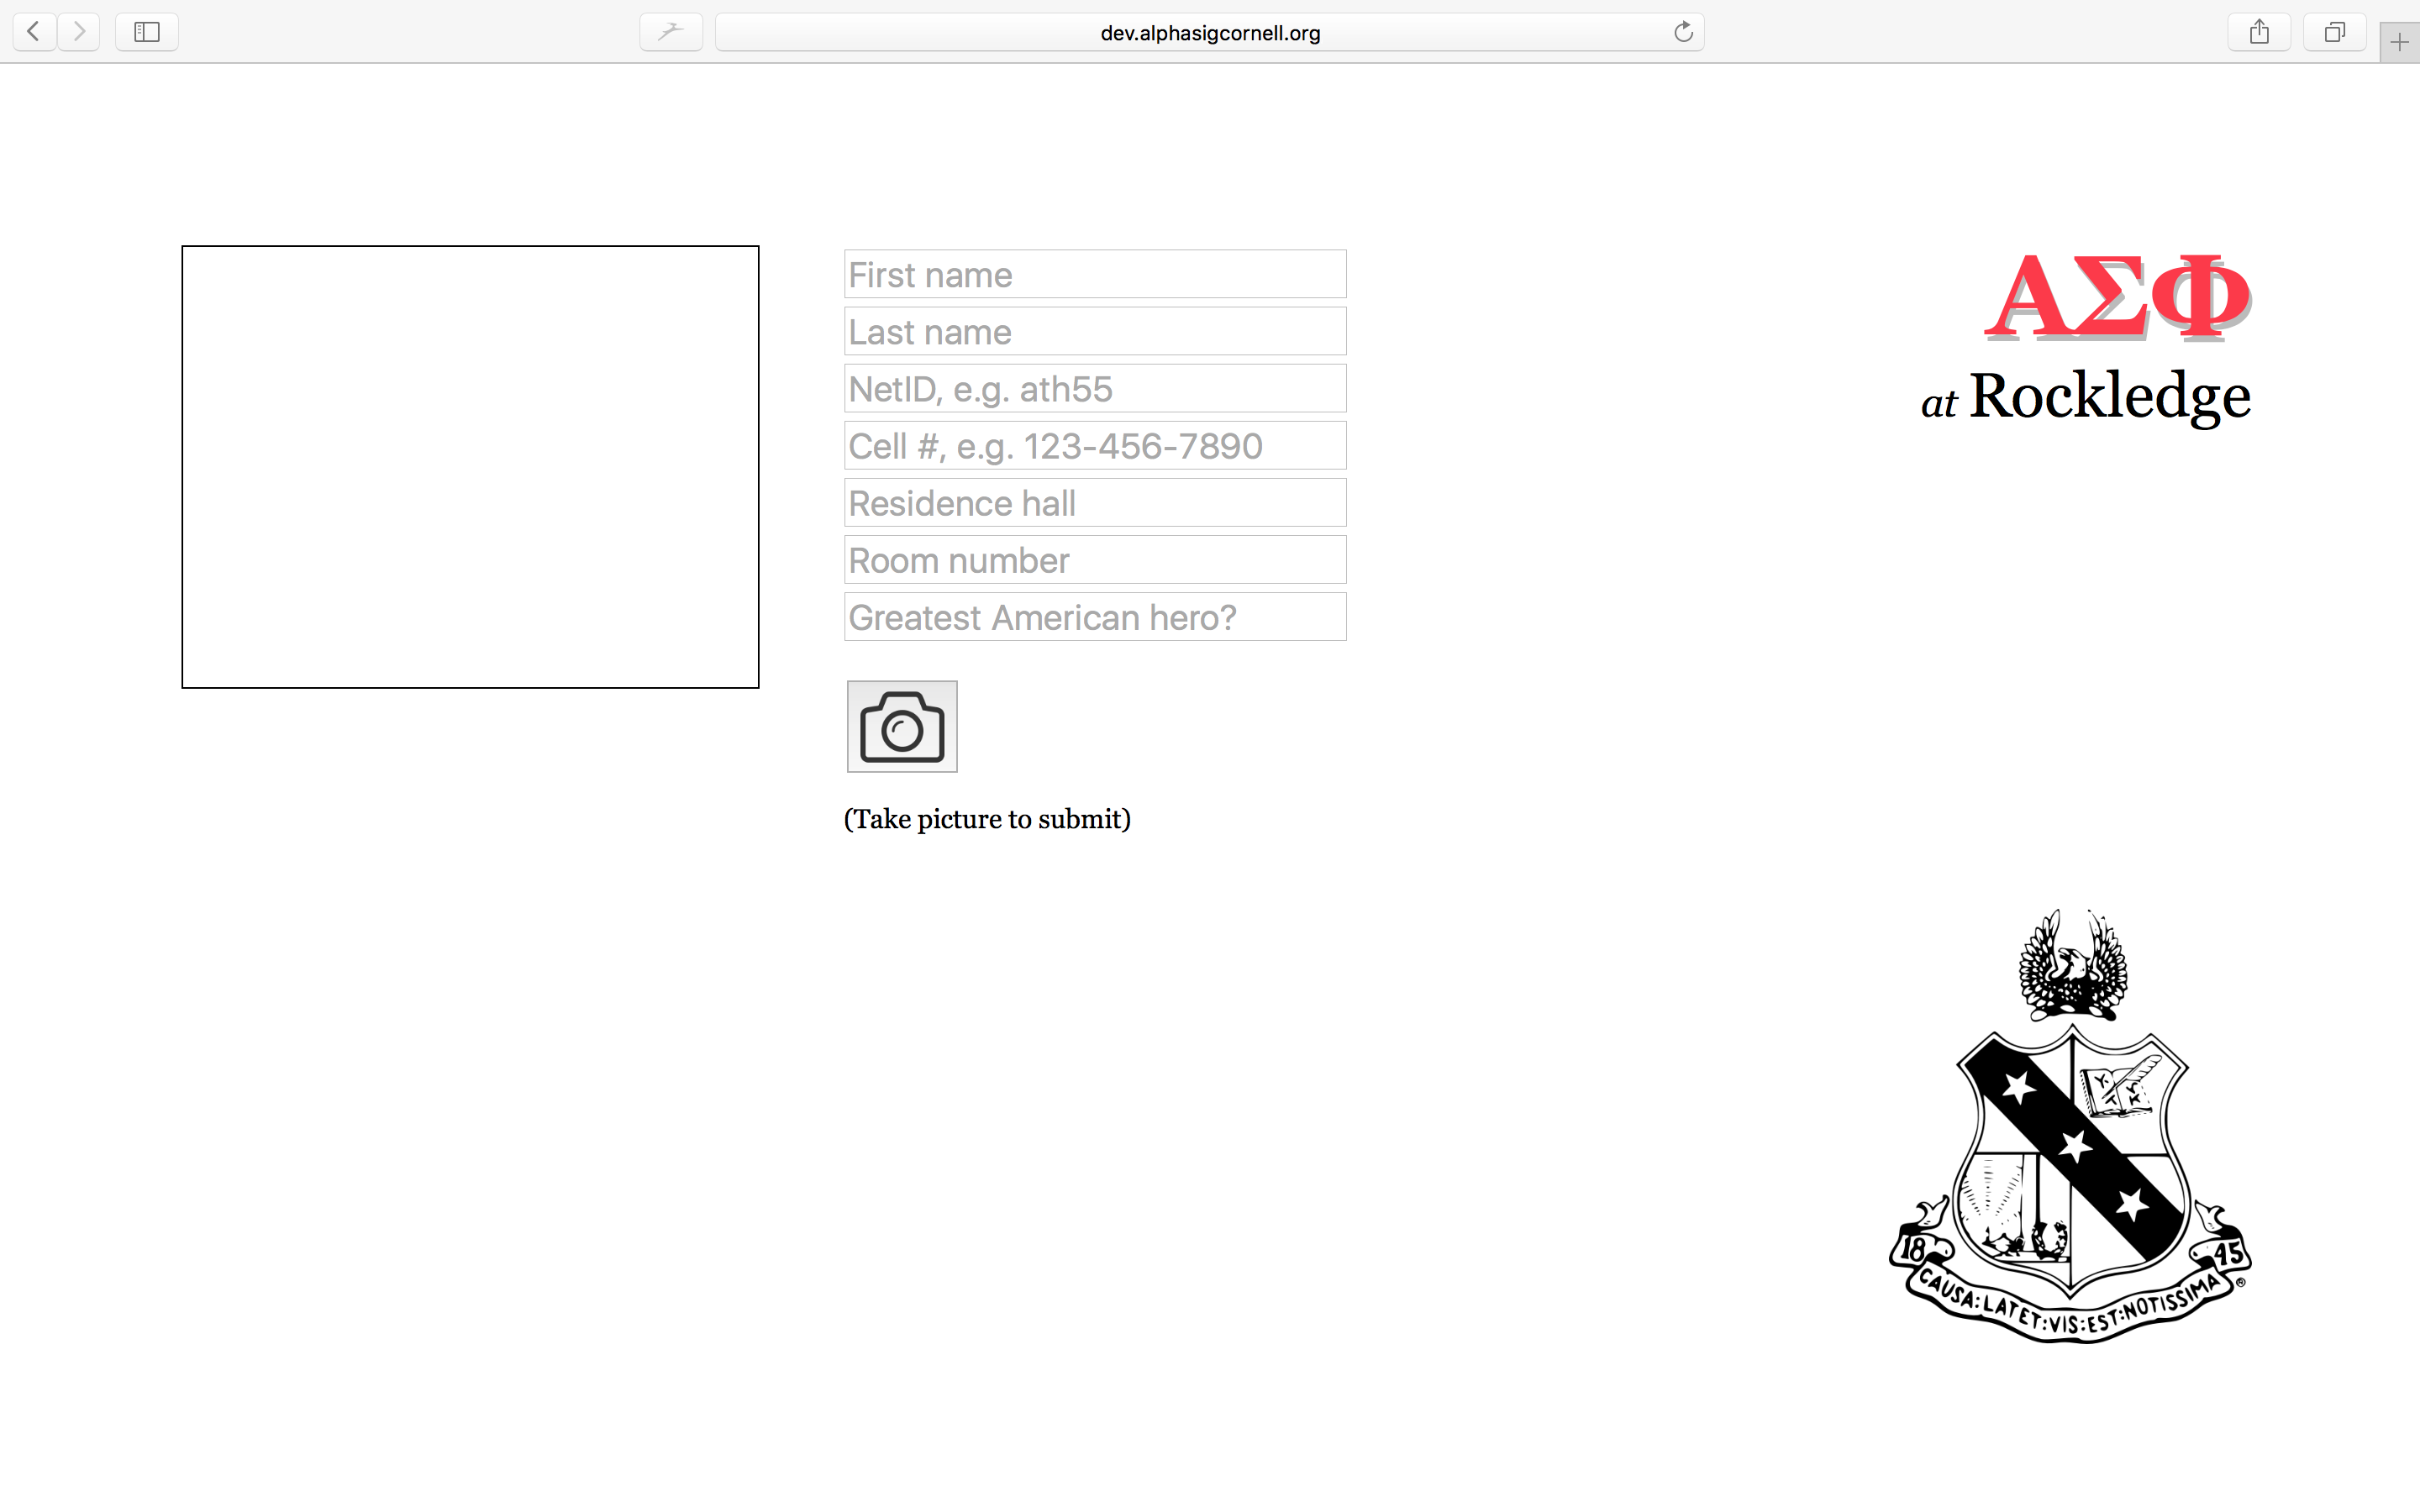 dev.alphasigcornell.org
First name
Last name
NetID, e.g. ath55
Cell #, e.g. 123-456-7890
Residence hall
Room number
Greatest American hero?
(Take picture to submit)
ΑΣΦ
at Rockledge
18 45
CAUSA:LATET:VIS:EST:NOTISSIMA ®